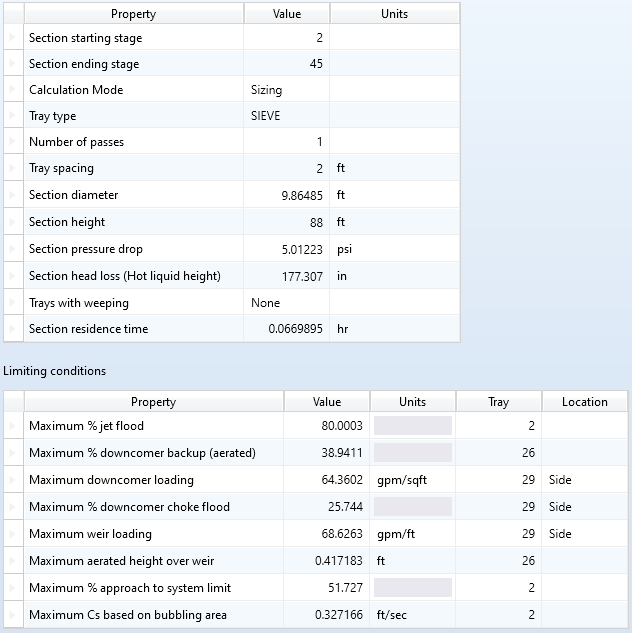 Property Value Units
Section starting stage 2
Section ending stage 45
Calculation Mode Sizing
Tray type SIEVE
Number of passes 1
Tray spacing 2 ft
Section diameter 9.86485 ft
Section height 88 ft
Section pressure drop 5.01223 psi
Section head loss (Hot liquid height) 177.307 in
Trays with weeping None
Section residence time 0.0669895 hr
Limiting conditions
Property Value Units Tray Location
Maximum % jet flood 80.0003 2
Maximum % downcomer backup (aerated) 38.9411 26
Maximum downcomer loading 64.3602 gpm/sqft 29 Side
Maximum % downcomer choke flood 25.744 29 Side
Maximum weir loading 68.6263 gpm/ft 29 Side
Maximum aerated height over weir 0.417183 ft 26
Maximum % approach to system limit 51.727 2
Maximum Cs based on bubbling area 0.327166 ft/sec 2